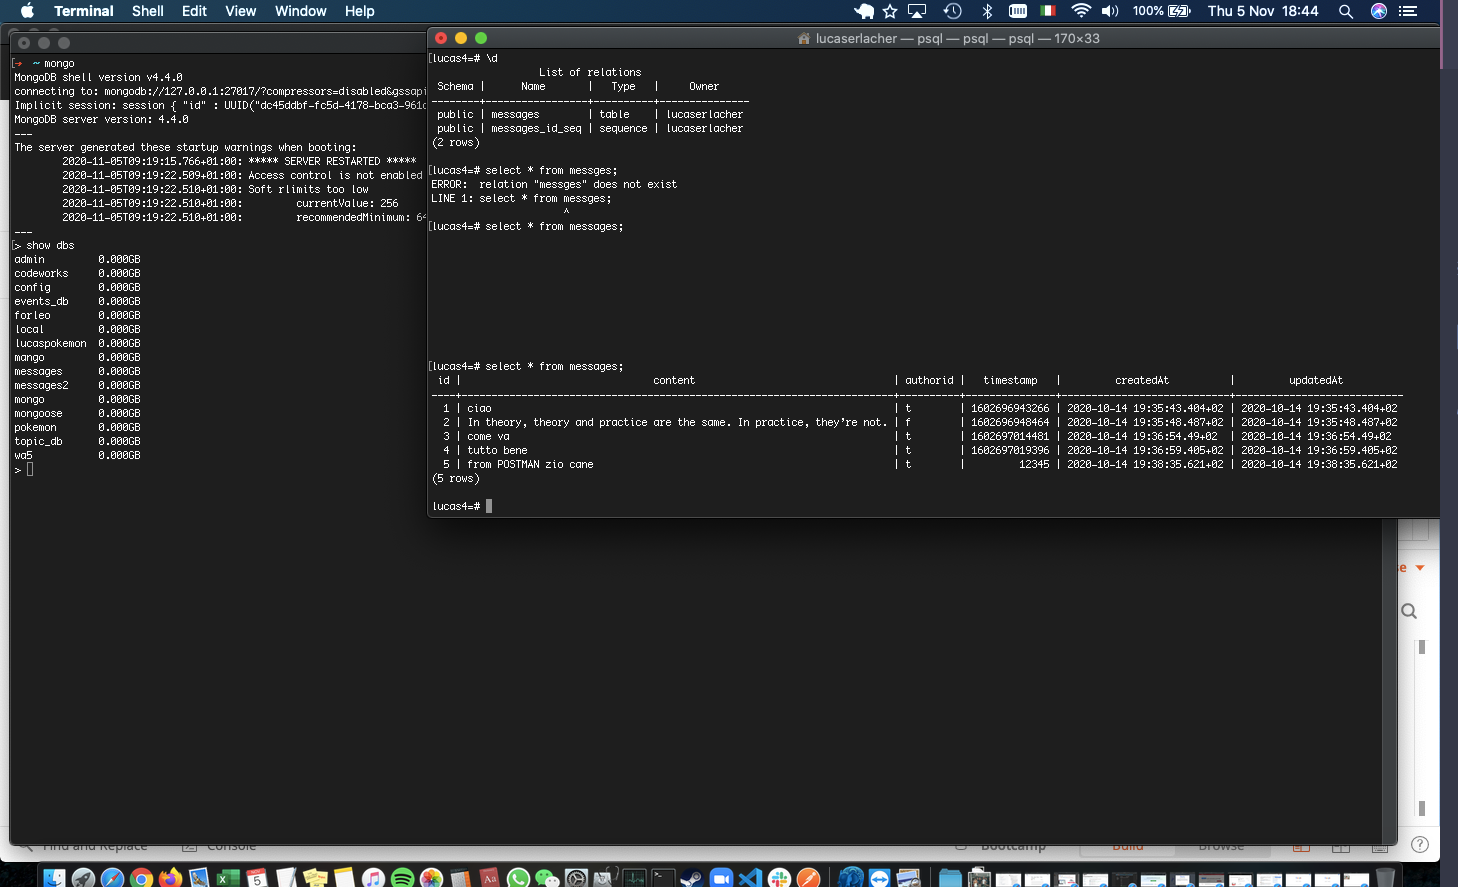 Terminal Shell Edit View Window Help 100% Thu 5 Nov 18:44
lucaserlacher — psql — psql — psql — 170×33
~ mongo
MongoDB shell version v4.4.0
connecting to: mongodb://127.0.0.1:27017/?compressors=disabled&gssapi
Implicit session: session { "id" : UUID("dc45ddbf-fc5d-4178-bca3-961c
MongoDB server version: 4.4.0
---
The server generated these startup warnings when booting:
2020-11-05T09:19:15.766+01:00: ***** SERVER RESTARTED *****
2020-11-05T09:19:22.509+01:00: Access control is not enabled
2020-11-05T09:19:22.510+01:00: Soft rlimits too low
2020-11-05T09:19:22.510+01:00: currentValue: 256
2020-11-05T09:19:22.510+01:00: recommendedMinimum: 64
---
> show dbs
admin 0.000GB
codeworks 0.000GB
config 0.000GB
events_db 0.000GB
forleo 0.000GB
local 0.000GB
lucaspokemon 0.000GB
mango 0.000GB
messages 0.000GB
messages2 0.000GB
mongo 0.000GB
mongoose 0.000GB
pokemon 0.000GB
topic_db 0.000GB
wa5 0.000GB
>
lucas4=# \d
List of relations
Schema | Name | Type | Owner
--------+-----------------+----------+---------------
public | messages | table | lucaserlacher
public | messages_id_seq | sequence | lucaserlacher
(2 rows)
lucas4=# select * from messges;
ERROR: relation "messges" does not exist
LINE 1: select * from messges;
^
lucas4=# select * from messages;
lucas4=# select * from messages;
id | content | authorid | timestamp | createdAt | updatedAt
1 | ciao | t | 1602696943266 | 2020-10-14 19:35:43.404+02 | 2020-10-14 19:35:43.404+02
2 | In theory, theory and practice are the same. In practice, they're not. | f | 1602696948464 | 2020-10-14 19:35:48.487+02 | 2020-10-14 19:35:48.487+02
3 | come va | t | 1602697014481 | 2020-10-14 19:36:54.49+02 | 2020-10-14 19:36:54.49+02
4 | tutto bene | t | 1602697019396 | 2020-10-14 19:36:59.405+02 | 2020-10-14 19:36:59.405+02
5 | from POSTMAN zio cane | t | 12345 | 2020-10-14 19:38:35.621+02 | 2020-10-14 19:38:35.621+02
(5 rows)
lucas4=#
se
Find and Replace Console Bootcamp Build Browse
5